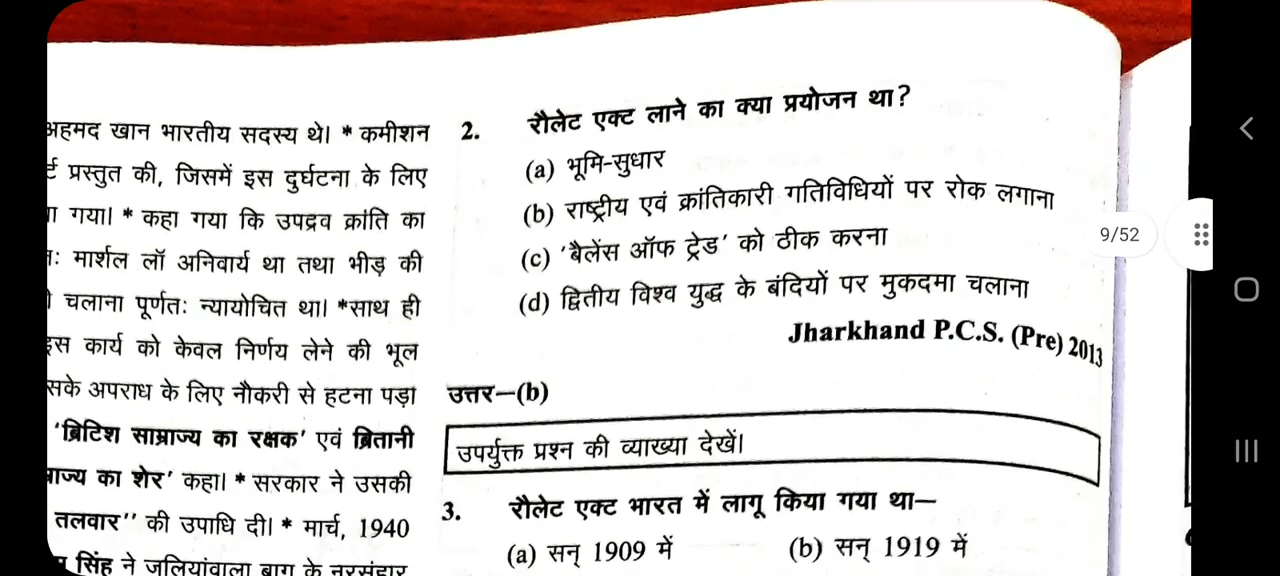 अहमद खान भारतीय सदस्य थे। * कमीशन
प्रस्तुत की, जिसमें इस दुर्घटना के लिए
गया। * कहा गया कि उपद्रव क्रांति का
मार्शल लॉ अनिवार्य था तथा भीड़ की
चलाना पूर्णतः न्यायोचित था। *साथ ही
इस कार्य को केवल निर्णय लेने की भूल
सके अपराध के लिए नौकरी से हटना पड़ा
'ब्रिटिश साम्राज्य का रक्षक' एवं ब्रितानी
का शेर' कहा। * सरकार ने उसकी
तलवार'' की उपाधि दी। * मार्च, 1940
सिंह ने जलियांवाला बाग के नरसंहार
2. रौलेट एक्ट लाने का क्या प्रयोजन था?
(a) भूमि-सुधार
(b) राष्ट्रीय एवं क्रांतिकारी गतिविधियों पर रोक लगाना
(c) 'बैलेंस ऑफ ट्रेड' को ठीक करना
(d) द्वितीय विश्व युद्ध के बंदियों पर मुकदमा चलाना
Jharkhand P.C.S. (Pre) 2013
उत्तर—(b)
उपर्युक्त प्रश्न की व्याख्या देखें।
3. रौलेट एक्ट भारत में लागू किया गया था—
(a) सन् 1909 में (b) सन् 1919 में
9/52